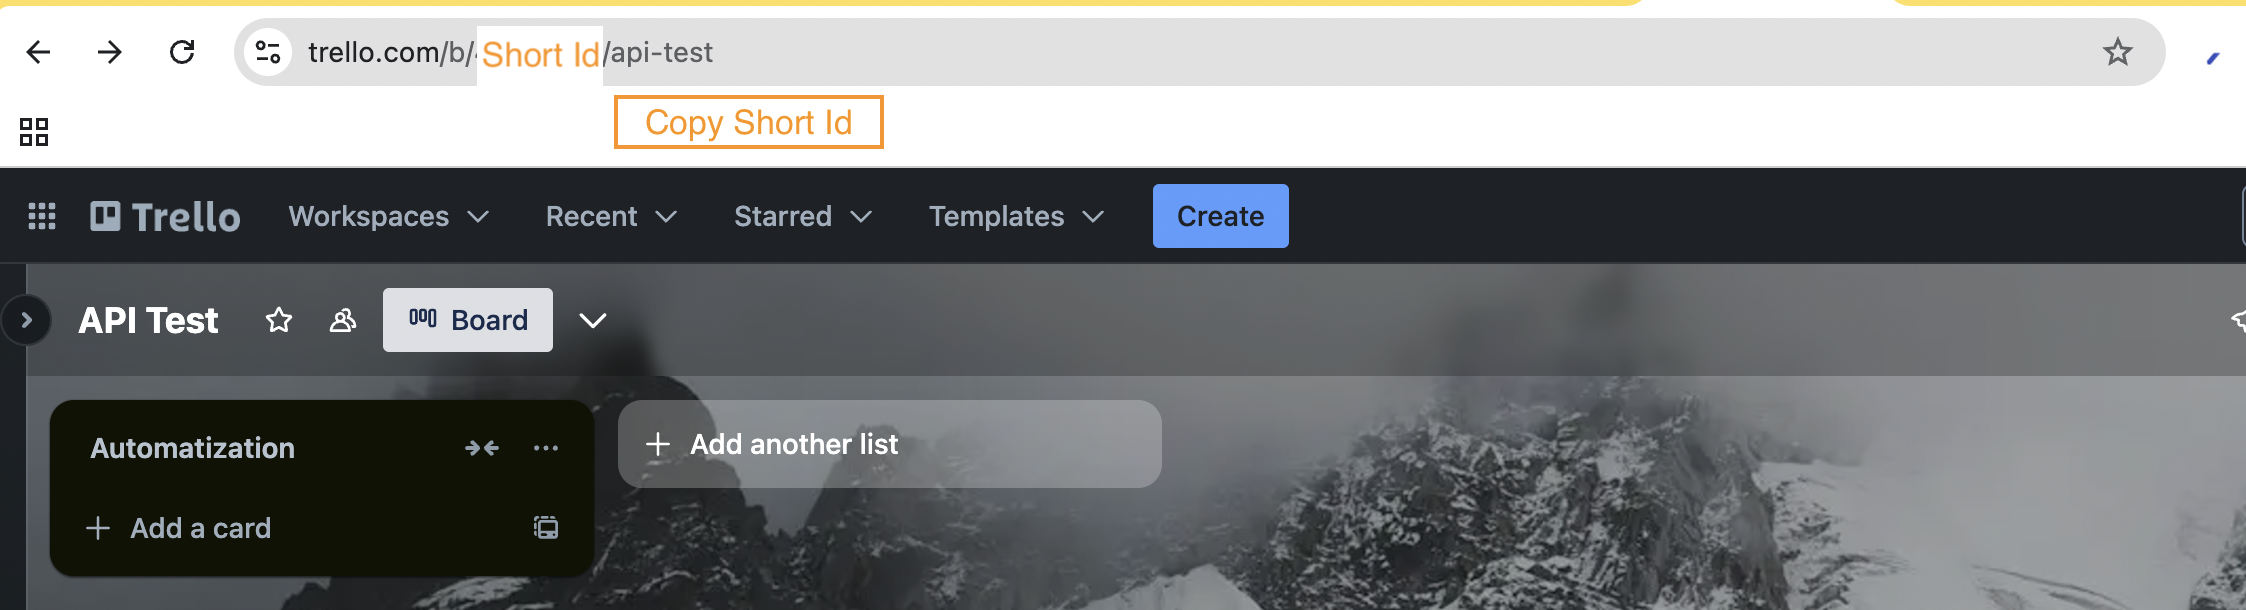 trello.com/b/Short Id/api-test
Copy Short Id
Trello Workspaces Recent Starred Templates Create
API Test Board
Automatization
Add another list
Add a card